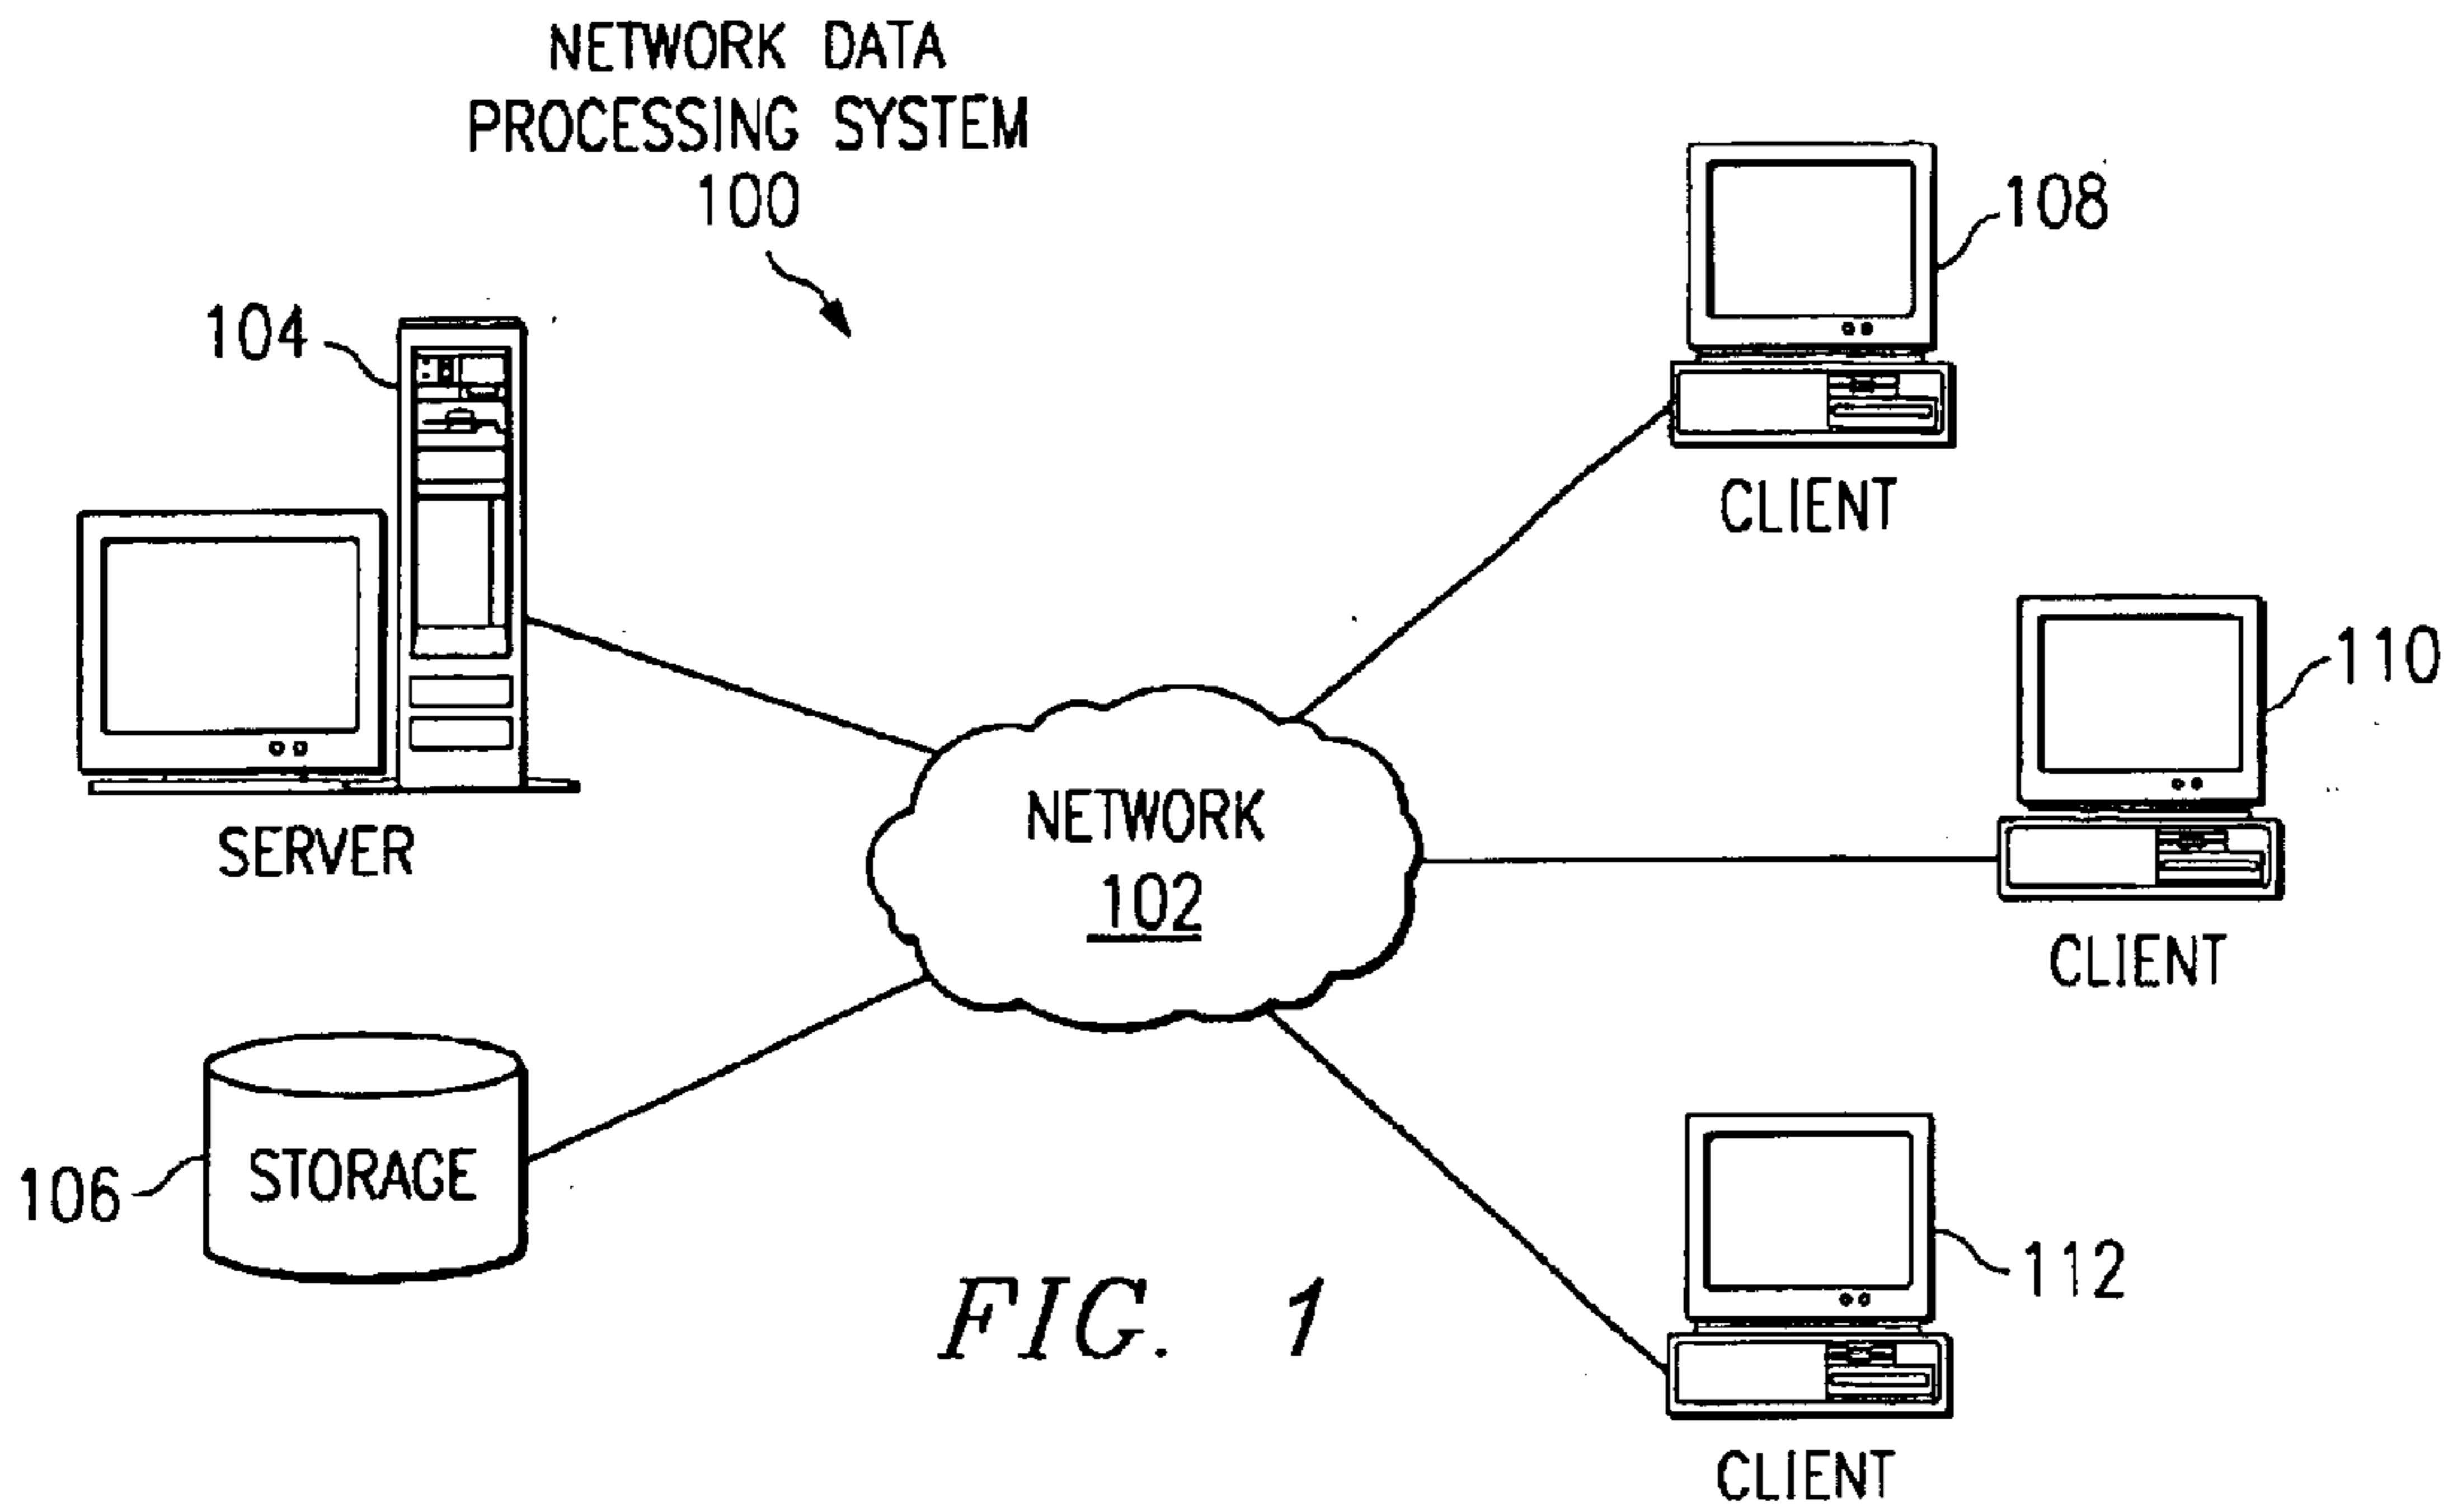 NETWORK DATA
PROCESSING SYSTEM
100
104
SERVER
108
CLIENT
110
CLIENT
NETWORK
102
106
STORAGE
112
CLIENT
FIG. 1